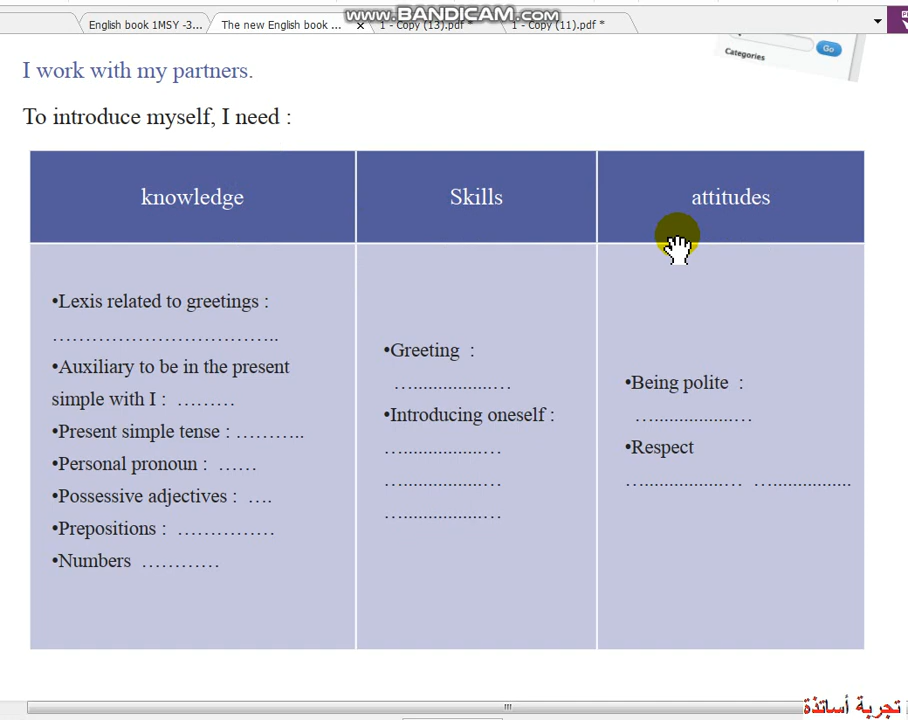 www.BANDICAM.com
English book 1MSY -3...
The new English book ...
1 - Copy (13).pdf *
1 - Copy (11).pdf *
Go
Categories
I work with my partners.
To introduce myself, I need :
knowledge
Skills
attitudes
•Lexis related to greetings :
……………………………..
•Auxiliary to be in the present
simple with I : ………
•Present simple tense : ………..
•Personal pronoun : ……
•Possessive adjectives : ….
•Prepositions : ……………
•Numbers …………
•Greeting :
…..................…
•Introducing oneself :
…..................…
…..................…
…..................…
•Being polite :
…..................…
•Respect
…..................… …................
تجربة أساتذة